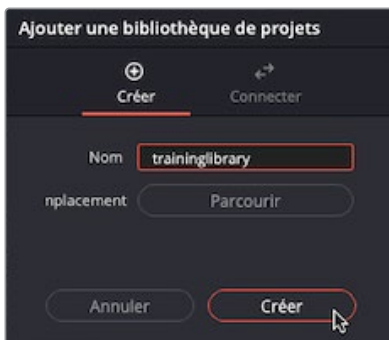 Ajouter une bibliothèque de projets
Créer Connecter
Nom traininglibrary
nplacement Parcourir
Annuler Créer